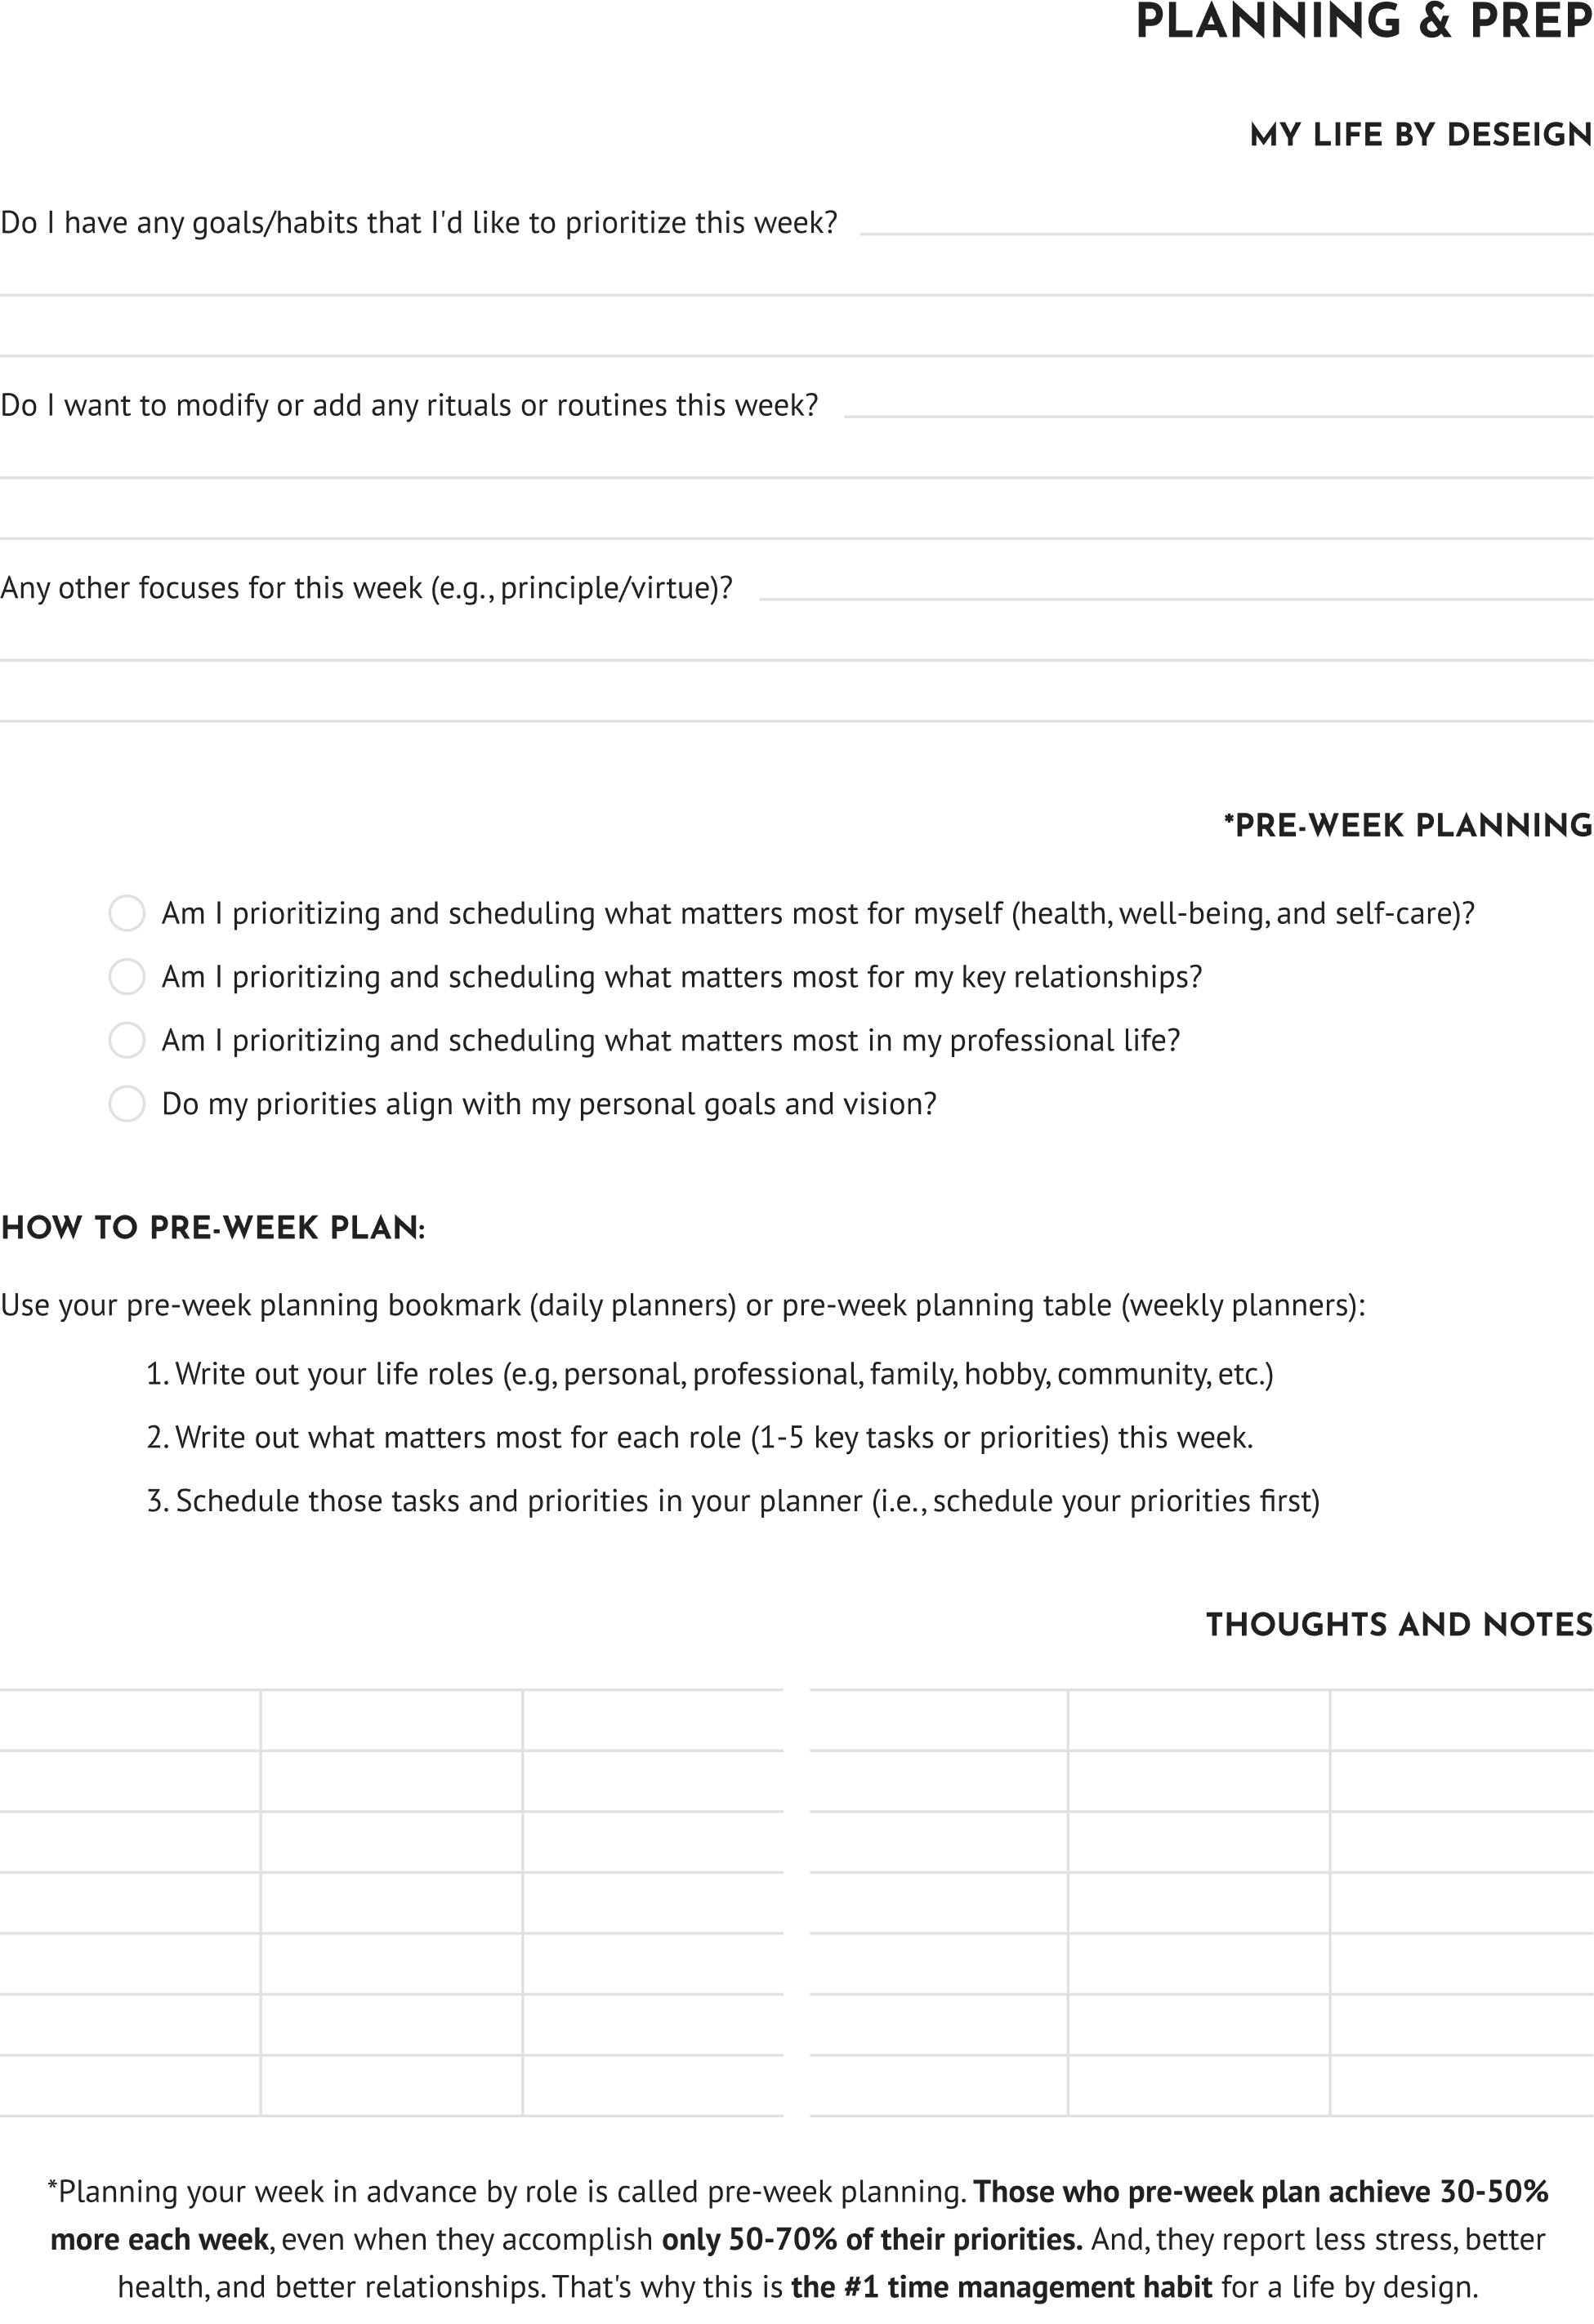 PLANNING & PREP
MY LIFE BY DESEIGN
Do I have any goals/habits that I'd like to prioritize this week?
Do I want to modify or add any rituals or routines this week?
Any other focuses for this week (e.g., principle/virtue)?
*PRE-WEEK PLANNING
Am I prioritizing and scheduling what matters most for myself (health, well-being, and self-care)?
Am I prioritizing and scheduling what matters most for my key relationships?
Am I prioritizing and scheduling what matters most in my professional life?
Do my priorities align with my personal goals and vision?
HOW TO PRE-WEEK PLAN:
Use your pre-week planning bookmark (daily planners) or pre-week planning table (weekly planners):
1. Write out your life roles (e.g, personal, professional, family, hobby, community, etc.)
2. Write out what matters most for each role (1-5 key tasks or priorities) this week.
3. Schedule those tasks and priorities in your planner (i.e., schedule your priorities first)
THOUGHTS AND NOTES
*Planning your week in advance by role is called pre-week planning. Those who pre-week plan achieve 30-50%
more each week, even when they accomplish only 50-70% of their priorities. And, they report less stress, better
health, and better relationships. That's why this is the #1 time management habit for a life by design.